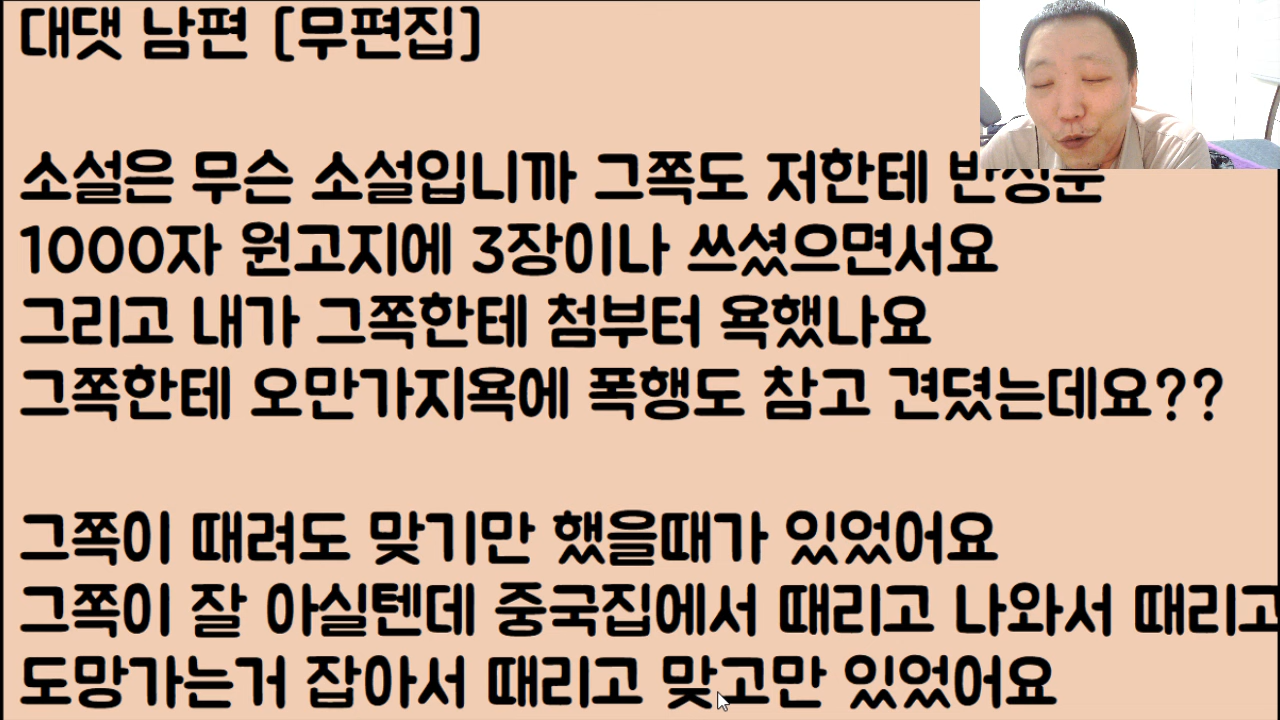 대댓 남편 [무편집]
소설은 무슨 소설입니까 그쪽도 저한테 반성문
1000자 원고지에 3장이나 쓰셨으면서요
그리고 내가 그쪽한테 첨부터 욕했나요
그쪽한테 오만가지욕에 폭행도 참고 견뎠는데요??
그쪽이 때려도 맞기만 했을때가 있었어요
그쪽이 잘 아실텐데 중국집에서 때리고 나와서 때리고
도망가는거 잡아서 때리고 맞고만 있었어요